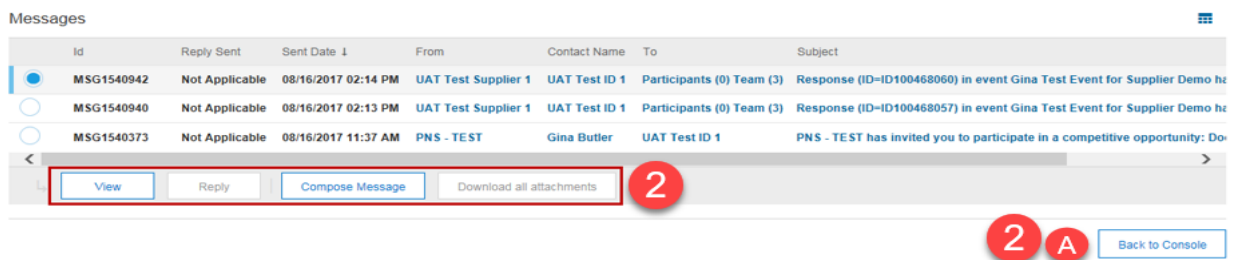 Messages
Id Reply Sent Sent Date ↓ From Contact Name To Subject
MSG1540942 Not Applicable 08/16/2017 02:14 PM UAT Test Supplier 1 UAT Test ID 1 Participants (0) Team (3) Response (ID=ID100468060) in event Gina Test Event for Supplier Demo ha
MSG1540940 Not Applicable 08/16/2017 02:13 PM UAT Test Supplier 1 UAT Test ID 1 Participants (0) Team (3) Response (ID=ID100468057) in event Gina Test Event for Supplier Demo ha
MSG1540373 Not Applicable 08/16/2017 11:37 AM PNS - TEST Gina Butler UAT Test ID 1 PNS - TEST has invited you to participate in a competitive opportunity: Do
View Reply Compose Message Download all attachments 2
2 A Back to Console